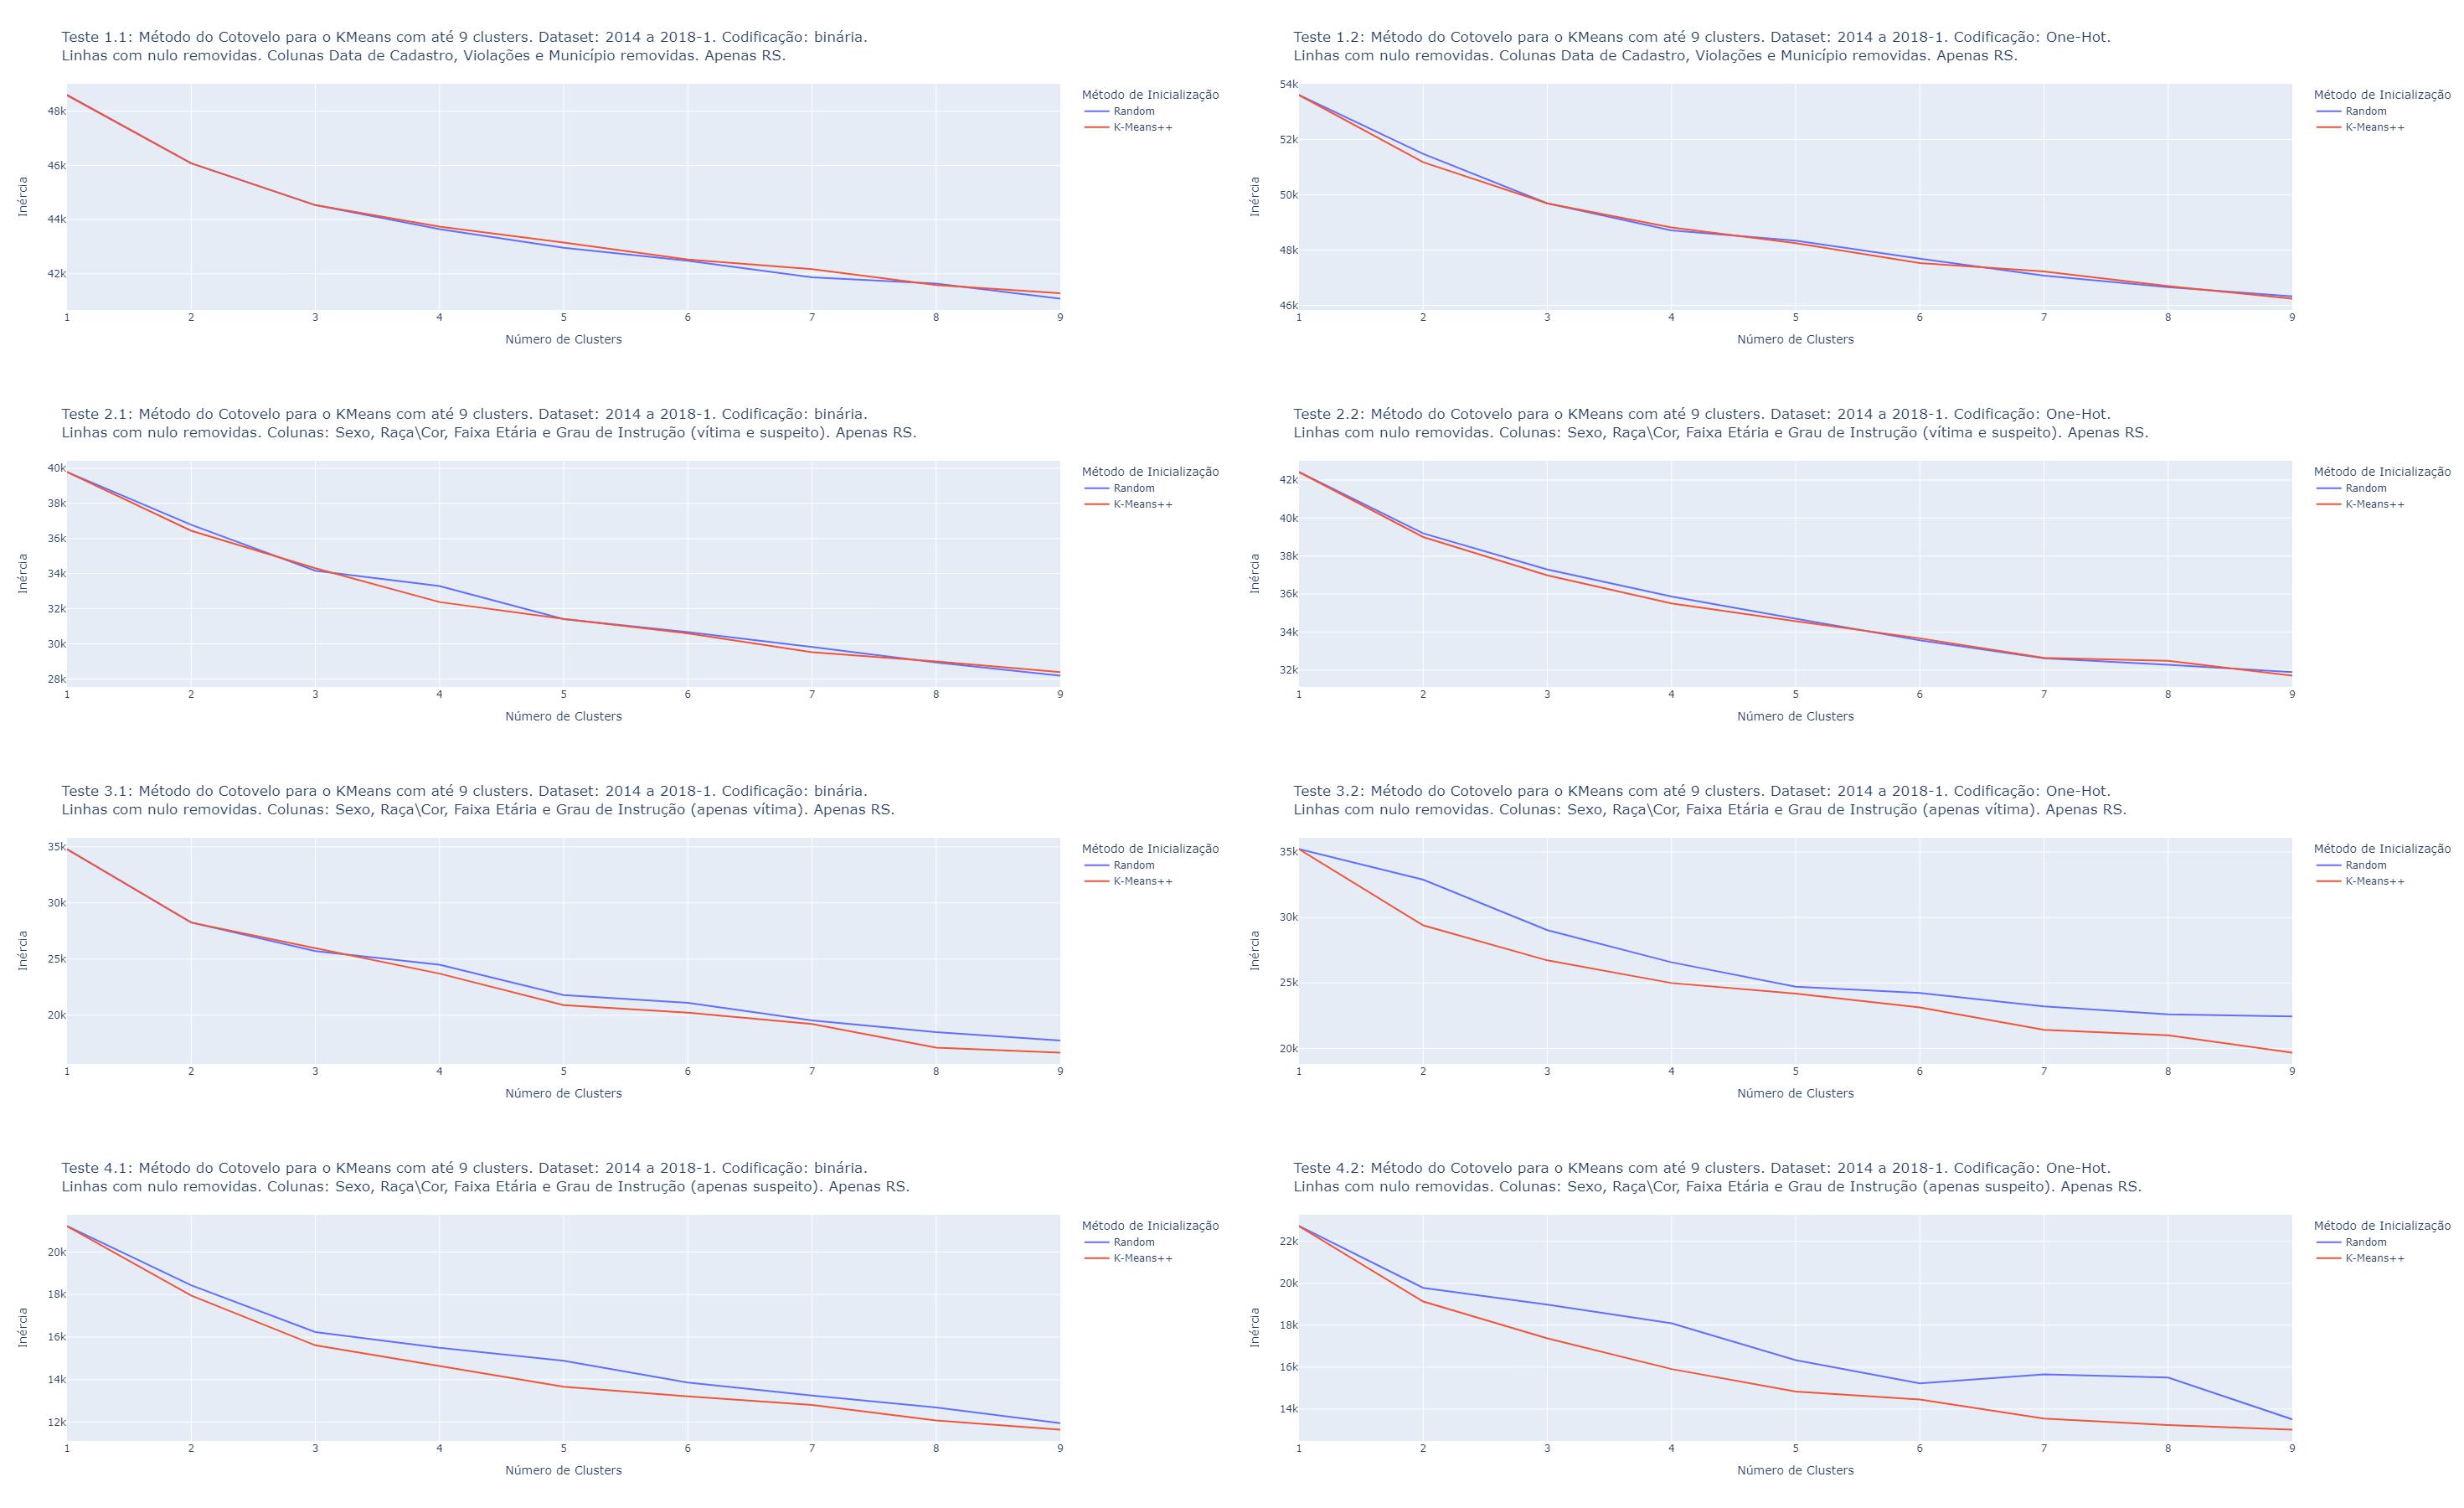 Teste 1.1: Método do Cotovelo para o KMeans com até 9 clusters. Dataset: 2014 a 2018-1. Codificação: binária.
Linhas com nulo removidas. Colunas Data de Cadastro, Violações e Município removidas. Apenas RS.
Método de Inicialização
Random
K-Means++
48k
46k
44k
42k
Inércia
1 2 3 4 5 6 7 8 9
Número de Clusters
Teste 1.2: Método do Cotovelo para o KMeans com até 9 clusters. Dataset: 2014 a 2018-1. Codificação: One-Hot.
Linhas com nulo removidas. Colunas Data de Cadastro, Violações e Município removidas. Apenas RS.
Método de Inicialização
Random
K-Means++
54k
52k
50k
48k
46k
Inércia
1 2 3 4 5 6 7 8 9
Número de Clusters
Teste 2.1: Método do Cotovelo para o KMeans com até 9 clusters. Dataset: 2014 a 2018-1. Codificação: binária.
Linhas com nulo removidas. Colunas: Sexo, Raça\Cor, Faixa Etária e Grau de Instrução (vítima e suspeito). Apenas RS.
Método de Inicialização
Random
K-Means++
40k
38k
36k
34k
32k
30k
28k
Inércia
1 2 3 4 5 6 7 8 9
Número de Clusters
Teste 2.2: Método do Cotovelo para o KMeans com até 9 clusters. Dataset: 2014 a 2018-1. Codificação: One-Hot.
Linhas com nulo removidas. Colunas: Sexo, Raça\Cor, Faixa Etária e Grau de Instrução (vítima e suspeito). Apenas RS.
Método de Inicialização
Random
K-Means++
42k
40k
38k
36k
34k
32k
Inércia
1 2 3 4 5 6 7 8 9
Número de Clusters
Teste 3.1: Método do Cotovelo para o KMeans com até 9 clusters. Dataset: 2014 a 2018-1. Codificação: binária.
Linhas com nulo removidas. Colunas: Sexo, Raça\Cor, Faixa Etária e Grau de Instrução (apenas vítima). Apenas RS.
Método de Inicialização
Random
K-Means++
35k
30k
25k
20k
Inércia
1 2 3 4 5 6 7 8 9
Número de Clusters
Teste 3.2: Método do Cotovelo para o KMeans com até 9 clusters. Dataset: 2014 a 2018-1. Codificação: One-Hot.
Linhas com nulo removidas. Colunas: Sexo, Raça\Cor, Faixa Etária e Grau de Instrução (apenas vítima). Apenas RS.
Método de Inicialização
Random
K-Means++
35k
30k
25k
20k
Inércia
1 2 3 4 5 6 7 8 9
Número de Clusters
Teste 4.1: Método do Cotovelo para o KMeans com até 9 clusters. Dataset: 2014 a 2018-1. Codificação: binária.
Linhas com nulo removidas. Colunas: Sexo, Raça\Cor, Faixa Etária e Grau de Instrução (apenas suspeito). Apenas RS.
Método de Inicialização
Random
K-Means++
20k
18k
16k
14k
12k
Inércia
1 2 3 4 5 6 7 8 9
Número de Clusters
Teste 4.2: Método do Cotovelo para o KMeans com até 9 clusters. Dataset: 2014 a 2018-1. Codificação: One-Hot.
Linhas com nulo removidas. Colunas: Sexo, Raça\Cor, Faixa Etária e Grau de Instrução (apenas suspeito). Apenas RS.
Método de Inicialização
Random
K-Means++
22k
20k
18k
16k
14k
Inércia
1 2 3 4 5 6 7 8 9
Número de Clusters